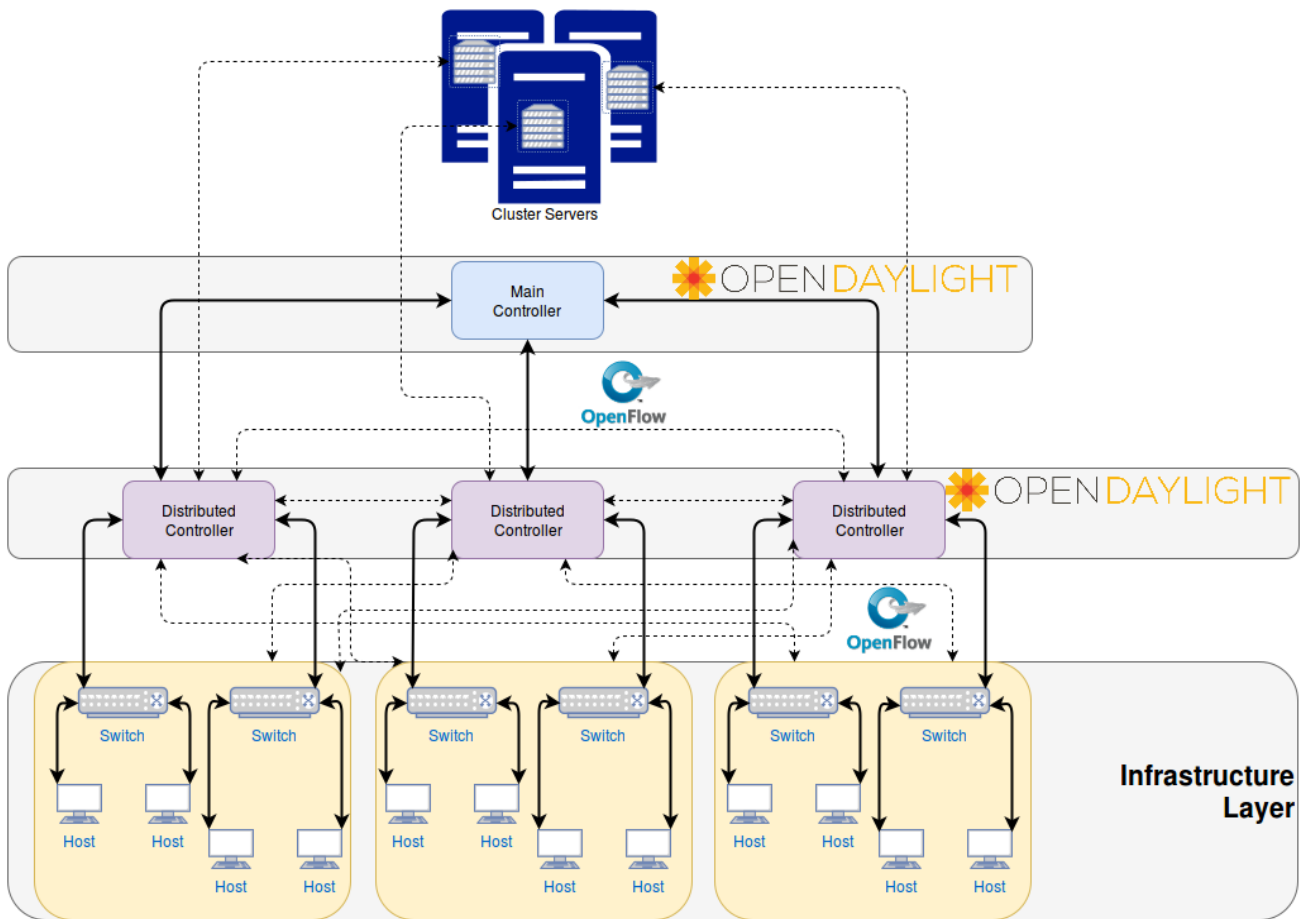 Cluster Servers
OPENDAYLIGHT
Main
Controller
OpenFlow
OPENDAYLIGHT
Distributed
Controller
Distributed
Controller
Distributed
Controller
OpenFlow
Switch
Switch
Switch
Switch
Switch
Switch
Infrastructure
Layer
Host
Host
Host
Host
Host
Host
Host
Host
Host
Host
Host
Host